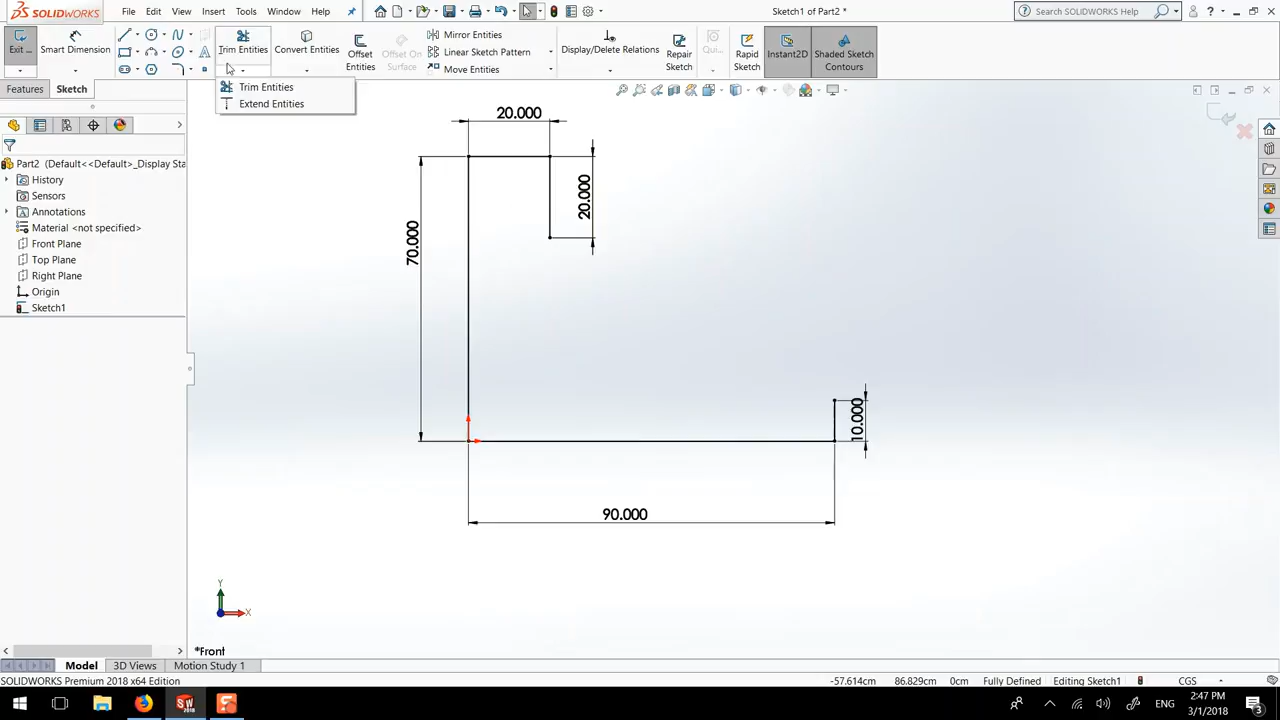 SOLIDWORKS
File Edit View Insert Tools Window Help
Sketch1 of Part2 *
Search SOLIDWORKS Help
Exit ...
Smart Dimension
Trim Entities
Convert Entities
Offset Entities
Offset On Surface
Mirror Entities
Linear Sketch Pattern
Move Entities
Display/Delete Relations
Qui...
Repair Sketch
Rapid Sketch
Instant2D
Shaded Sketch Contours
Trim Entities
Extend Entities
Features Sketch
Part2 (Default<<Default>_Display Sta
History
Sensors
Annotations
Material <not specified>
Front Plane
Top Plane
Right Plane
Origin
Sketch1
20.000
20.000
70.000
10.000
90.000
Y
X
*Front
Model 3D Views Motion Study 1
SOLIDWORKS Premium 2018 x64 Edition
-57.614cm 86.829cm 0cm Fully Defined Editing Sketch1 CGS
ENG
2:47 PM
3/1/2018
3